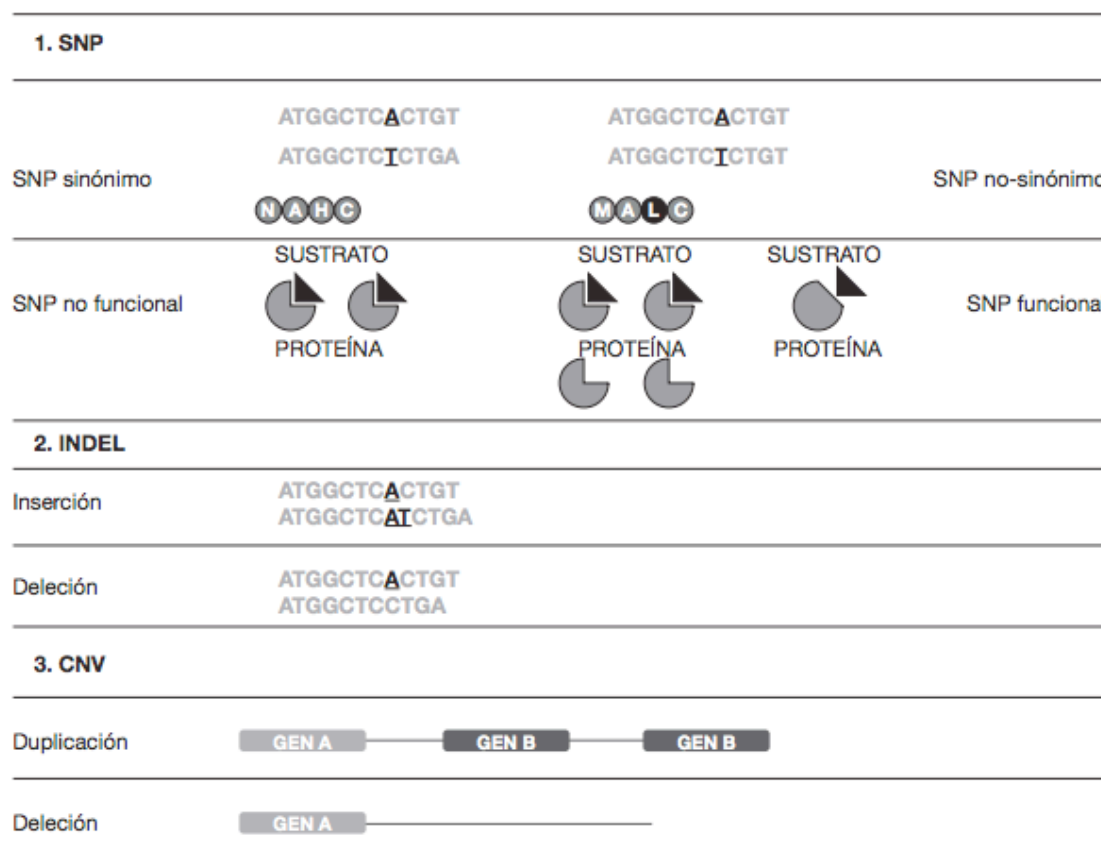 1. SNP
ATGGCTCACTGT ATGGCTCACTGT
ATGGCTCTCTGA ATGGCTCTCTGT
SNP sinónimo SNP no-sinónimo
NAHC MALC
SUSTRATO SUSTRATO SUSTRATO
SNP no funcional SNP funciona
PROTEÍNA PROTEÍNA PROTEÍNA
2. INDEL
Inserción ATGGCTCACTGT
ATGGCTCATCTGA
Deleción ATGGCTCACTGT
ATGGCTCCTGA
3. CNV
Duplicación GEN A GEN B GEN B
Deleción GEN A